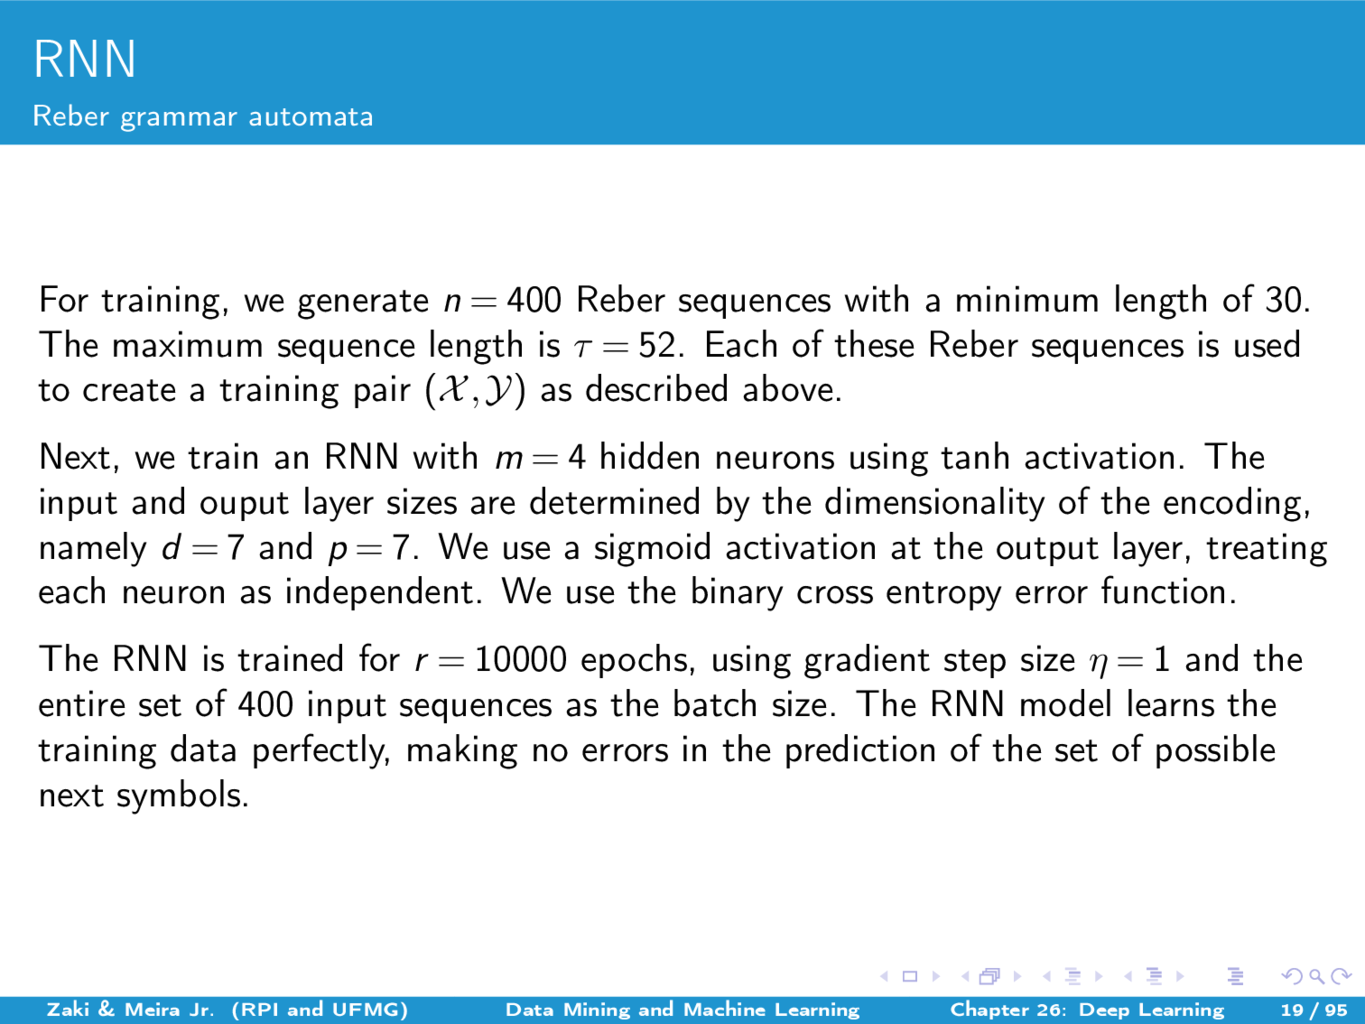 RNN
Reber grammar automata
For training, we generate n = 400 Reber sequences with a minimum length of 30.
The maximum sequence length is τ = 52. Each of these Reber sequences is used
to create a training pair (𝒳, 𝒴) as described above.
Next, we train an RNN with m = 4 hidden neurons using tanh activation. The
input and ouput layer sizes are determined by the dimensionality of the encoding,
namely d = 7 and p = 7. We use a sigmoid activation at the output layer, treating
each neuron as independent. We use the binary cross entropy error function.
The RNN is trained for r = 10000 epochs, using gradient step size η = 1 and the
entire set of 400 input sequences as the batch size. The RNN model learns the
training data perfectly, making no errors in the prediction of the set of possible
next symbols.
Zaki & Meira Jr. (RPI and UFMG) Data Mining and Machine Learning Chapter 26: Deep Learning 19 / 95